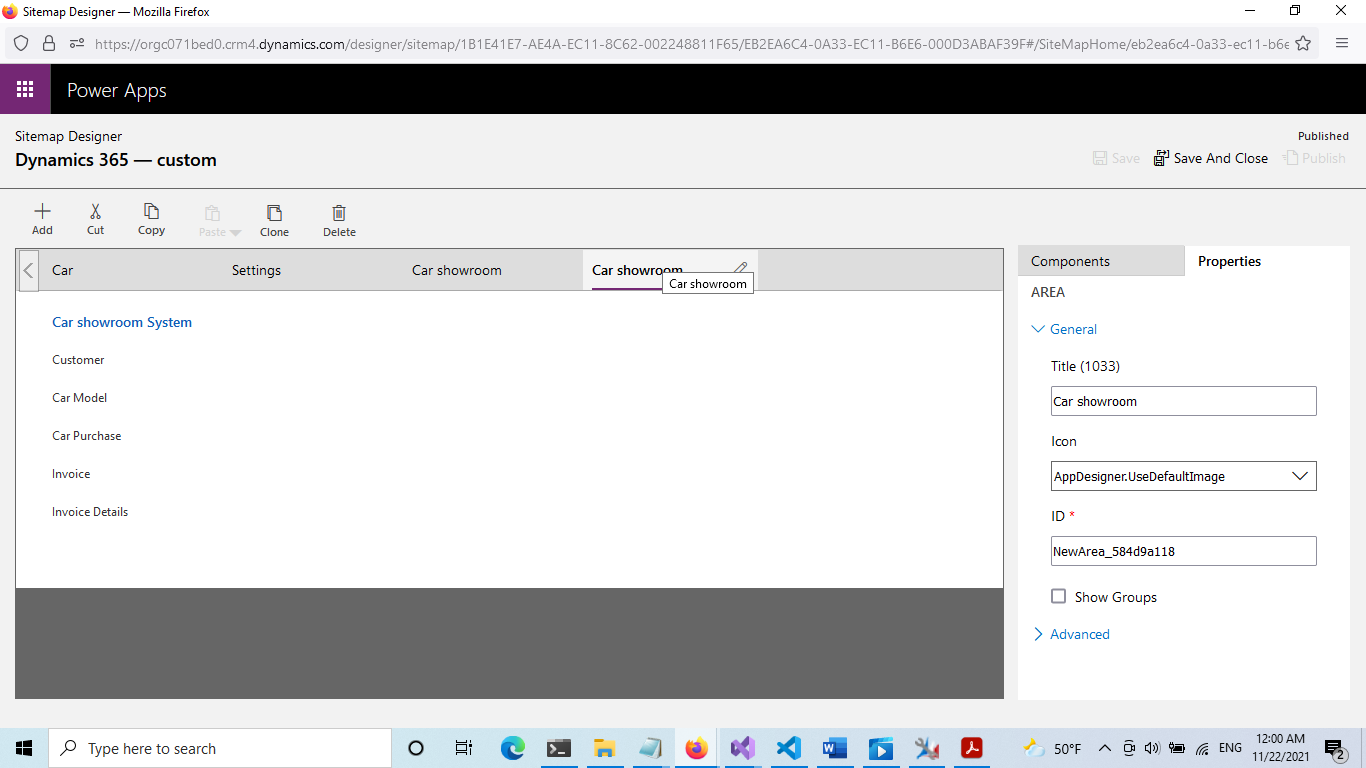 Sitemap Designer — Mozilla Firefox
https://orgc071bed0.crm4.dynamics.com/designer/sitemap/1B1E41E7-AE4A-EC11-8C62-002248811F65/EB2EA6C4-0A33-EC11-B6E6-000D3ABAF39F#/SiteMapHome/eb2ea6c4-0a33-ec11-b6e
Power Apps
Sitemap Designer
Published
Dynamics 365 — custom
Save
Save And Close
Publish
Add
Cut
Copy
Paste
Clone
Delete
Car
Settings
Car showroom
Car showroom
Car showroom
Car showroom System
Customer
Car Model
Car Purchase
Invoice
Invoice Details
Components
Properties
AREA
General
Title (1033)
Car showroom
Icon
AppDesigner.UseDefaultImage
ID *
NewArea_584d9a118
Show Groups
Advanced
Type here to search
50°F
ENG
12:00 AM
11/22/2021
2